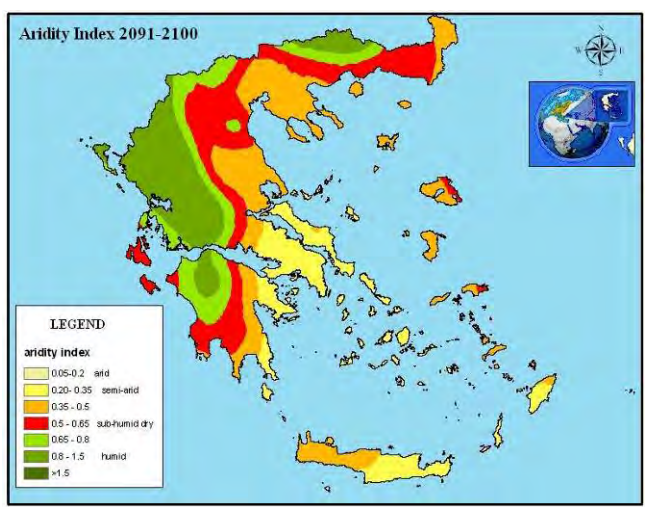 Aridity Index 2091-2100
N
W E
S
LEGEND
aridity index
0.05-0.2 arid
0.20- 0.35 semi-arid
0.35 - 0.5
0.5 - 0.65 sub-humid dry
0.65 - 0.8
0.8 - 1.5 humid
>1.5